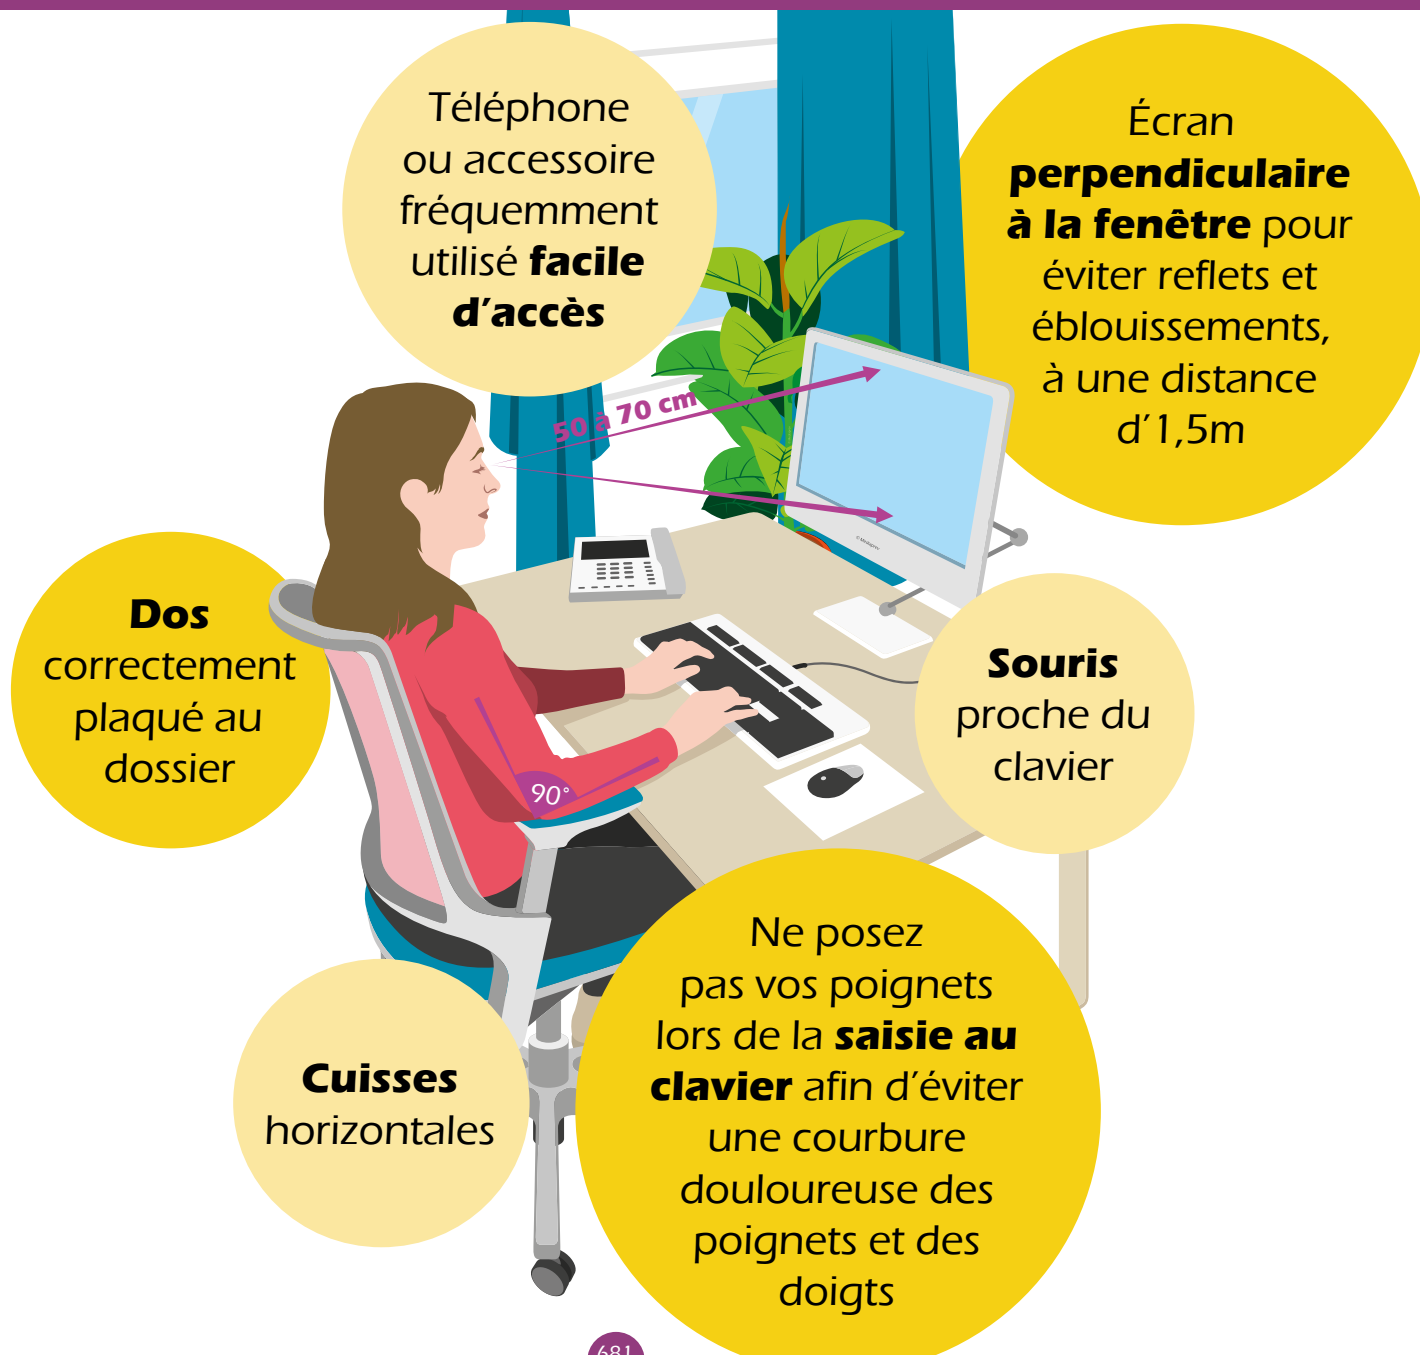 Téléphone
ou accessoire
fréquemment
utilisé facile
d'accès
Écran
perpendiculaire
à la fenêtre pour
éviter reflets et
éblouissements,
à une distance
d'1,5m
50 à 70 cm
© Mediaprev
Dos
correctement
plaqué au
dossier
Souris
proche du
clavier
90°
Ne posez
pas vos poignets
lors de la saisie au
clavier afin d'éviter
une courbure
douloureuse des
poignets et des
doigts
Cuisses
horizontales
681